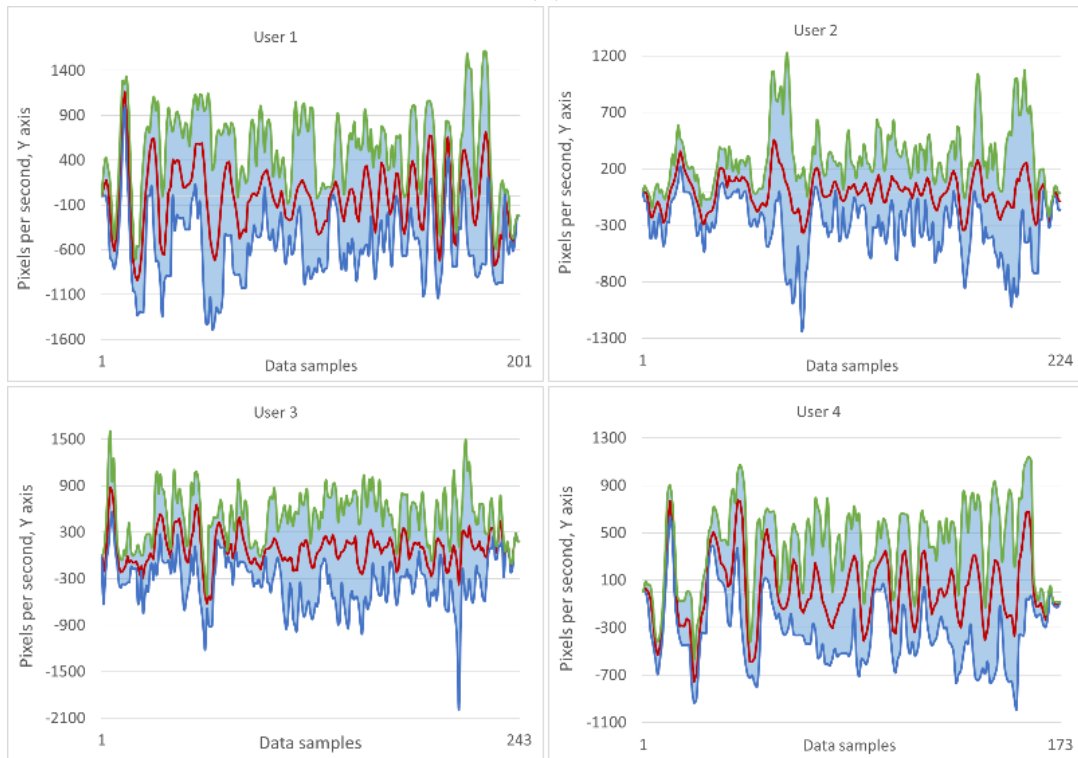 User 1
Pixels per second, Y axis
1400
900
400
-100
-600
-1100
-1600
1
Data samples
201
User 2
Pixels per second, Y axis
1200
700
200
-300
-800
-1300
1
Data samples
224
User 3
Pixels per second, Y axis
1500
900
300
-300
-900
-1500
-2100
1
Data samples
243
User 4
Pixels per second, Y axis
1300
900
500
100
-300
-700
-1100
1
Data samples
173